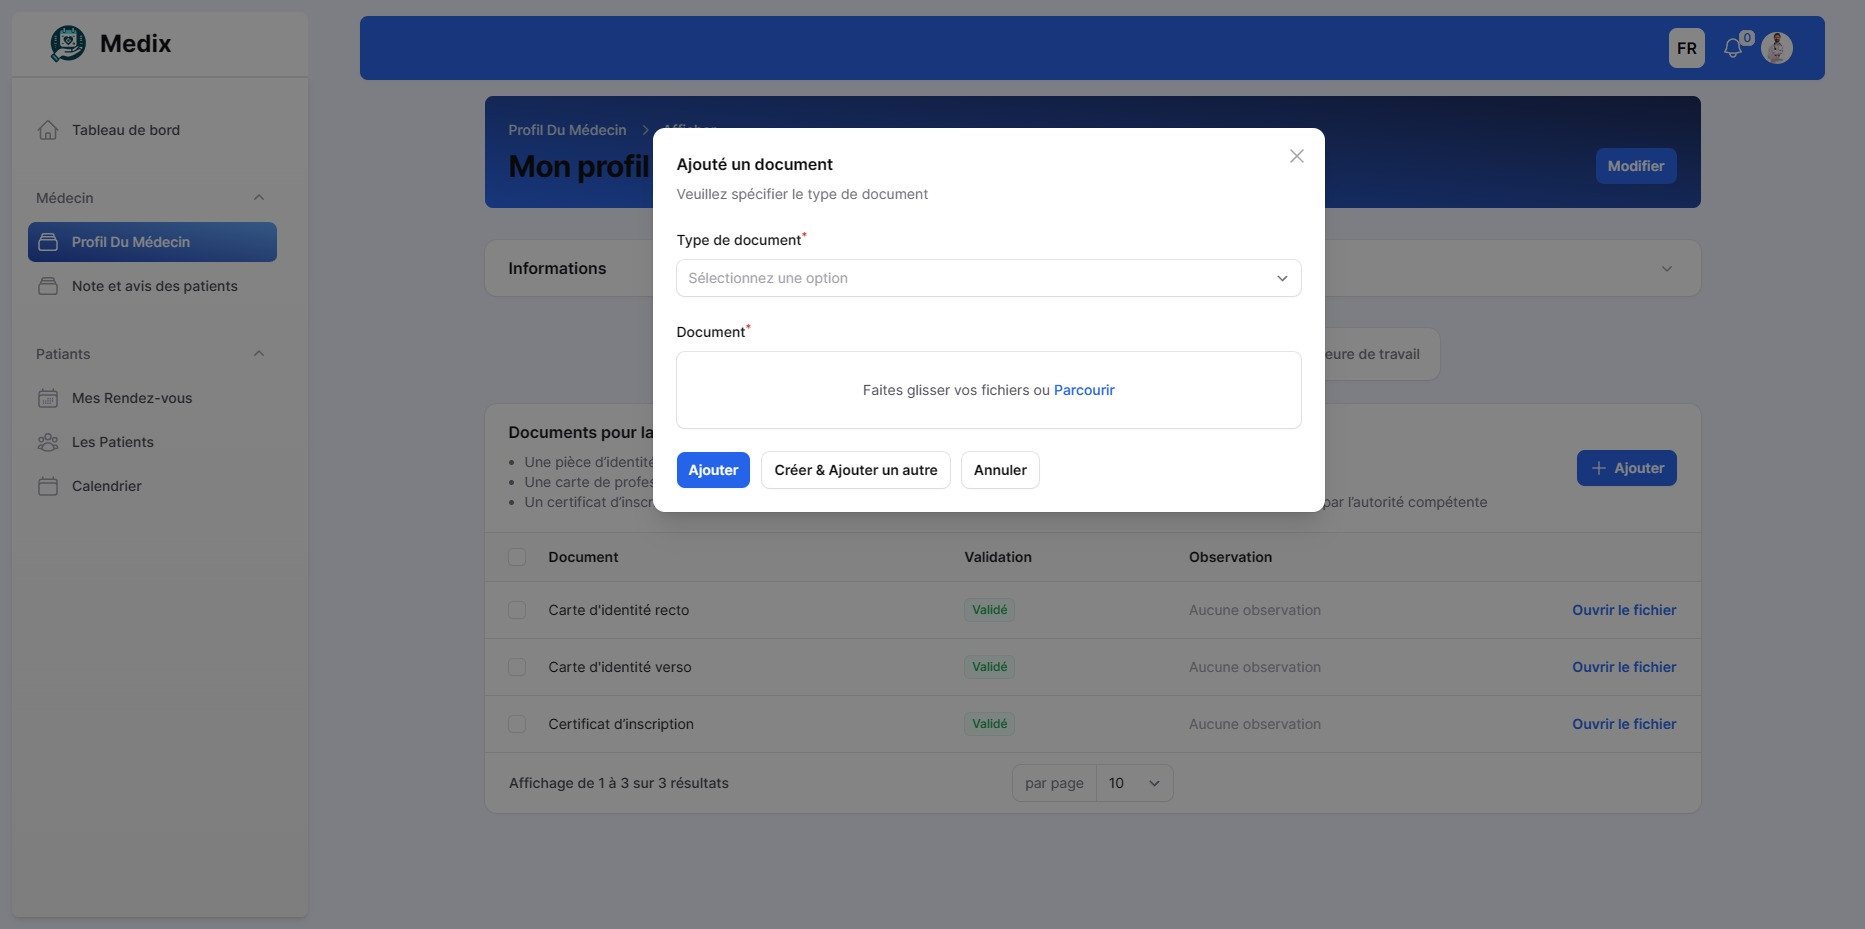 Medix
FR
0
Tableau de bord
Médecin
Profil Du Médecin
Note et avis des patients
Patiants
Mes Rendez-vous
Les Patients
Calendrier
Profil Du Médecin
Mon profil
Modifier
Ajouté un document
Veuillez spécifier le type de document
Type de document*
Sélectionnez une option
Document*
Faites glisser vos fichiers ou Parcourir
Ajouter
Créer & Ajouter un autre
Annuler
Informations
eure de travail
Documents pour la
Une pièce d'identité
Une carte de profes
Un certificat d'inscr
par l'autorité compétente
Ajouter
Document Validation Observation
Carte d'identité recto Validé Aucune observation Ouvrir le fichier
Carte d'identité verso Validé Aucune observation Ouvrir le fichier
Certificat d'inscription Validé Aucune observation Ouvrir le fichier
Affichage de 1 à 3 sur 3 résultats
par page 10